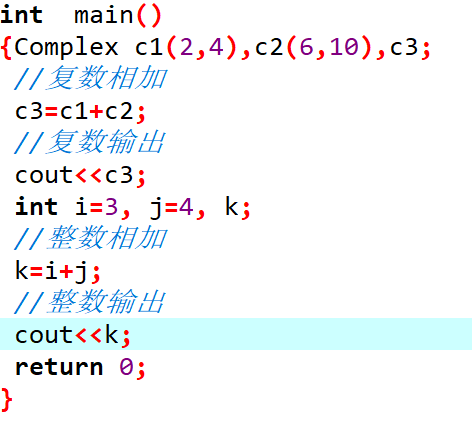 int  main()
{Complex c1(2,4),c2(6,10),c3;
//复数相加
c3=c1+c2;
//复数输出
cout<<c3;
int i=3, j=4, k;
//整数相加
k=i+j;
//整数输出
cout<<k;
return 0;
}